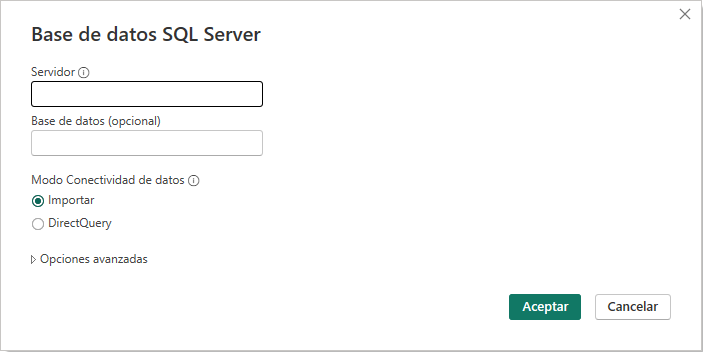 Base de datos SQL Server
Servidor
Base de datos (opcional)
Modo Conectividad de datos
Importar
DirectQuery
Opciones avanzadas
Aceptar Cancelar